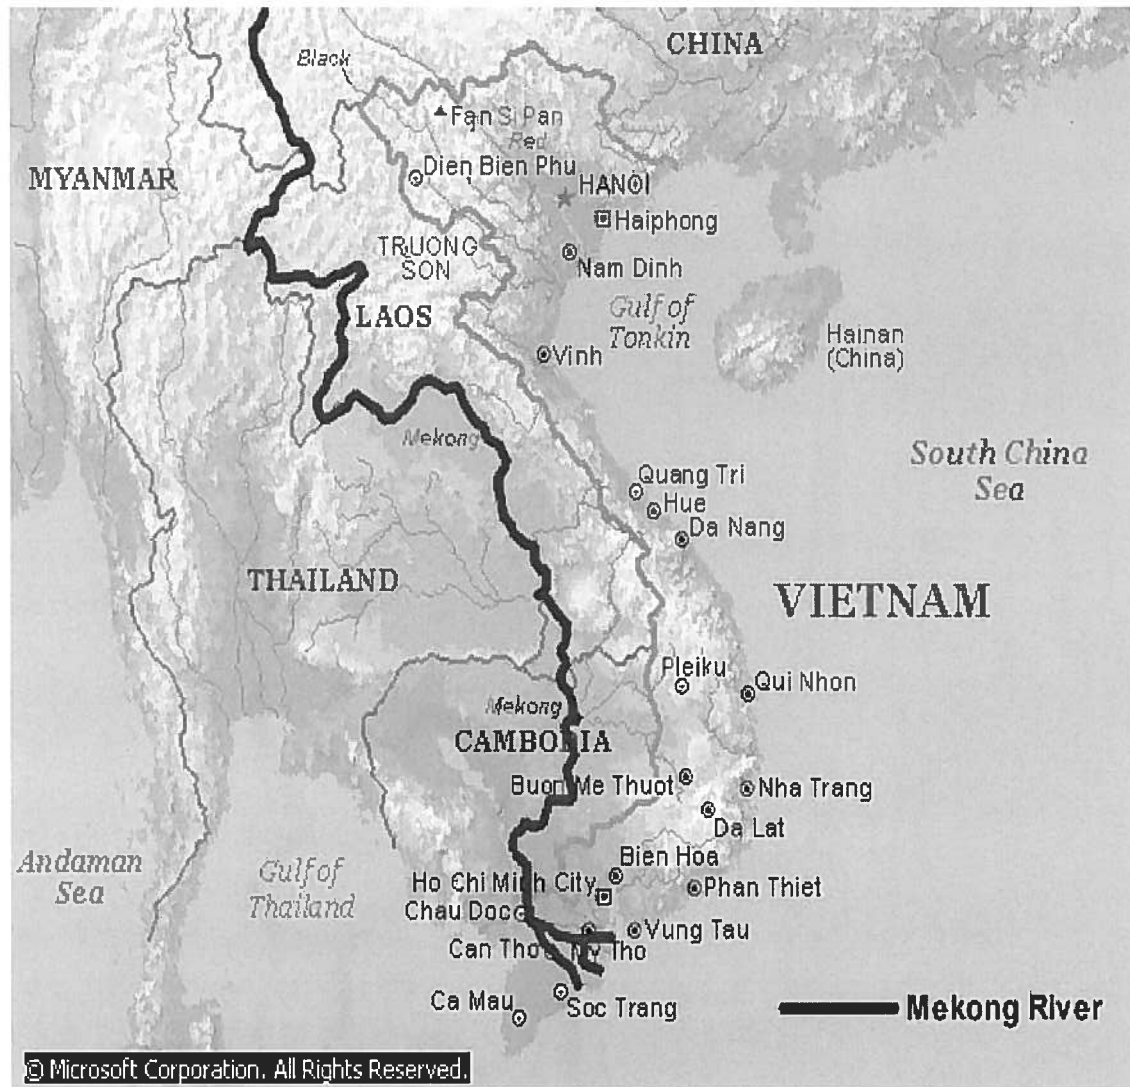 CHINA
Black
Fan Si Pan
Red
MYANMAR
Dien Bien Phu
HANOI
Haiphong
TRUONG
SON
Nam Dinh
LAOS
Gulf of
Tonkin
Hainan
(China)
Vinh
Mekong
South China
Sea
Quang Tri
Hue
Da Nang
THAILAND
VIETNAM
Pleiku
Qui Nhon
Mekong
CAMBODIA
Buon Me Thuot
Nha Trang
Da Lat
Andaman
Sea
Gulf of
Thailand
Bien Hoa
Ho Chi Minh City
Phan Thiet
Chau Doc
Vung Tau
Can Tho
My Tho
Ca Mau
Soc Trang
Mekong River
© Microsoft Corporation. All Rights Reserved.